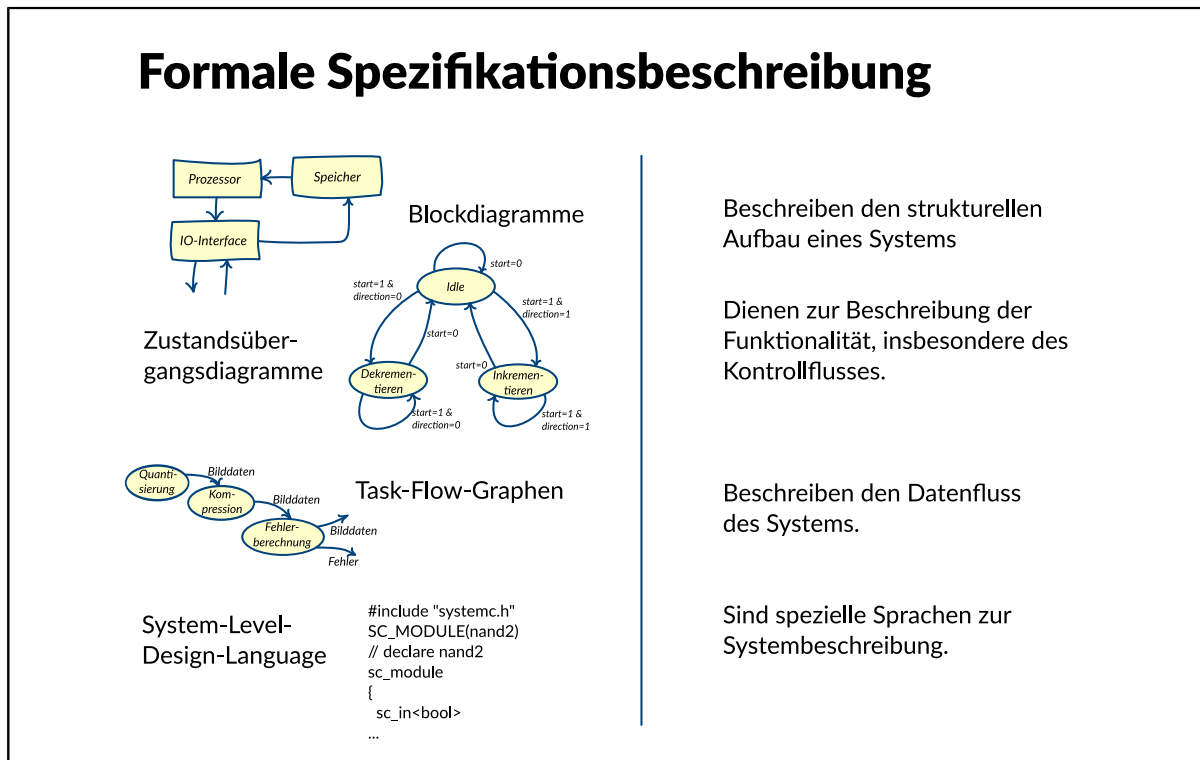 Formale Spezifikationsbeschreibung
Prozessor
Speicher
IO-Interface
Blockdiagramme
Beschreiben den strukturellen
Aufbau eines Systems
start=0
Idle
start=1 &
direction=0
start=1 &
direction=1
start=0
start=0
Dekremen-
tieren
Inkremen-
tieren
start=1 &
direction=0
start=1 &
direction=1
Zustandsüber-
gangsdiagramme
Dienen zur Beschreibung der
Funktionalität, insbesondere des
Kontrollflusses.
Quanti-
sierung
Bilddaten
Kom-
pression
Bilddaten
Fehler-
berechnung
Bilddaten
Fehler
Task-Flow-Graphen
Beschreiben den Datenfluss
des Systems.
System-Level-
Design-Language
#include "systemc.h"
SC_MODULE(nand2)
// declare nand2
sc_module
{
sc_in<bool>
...
Sind spezielle Sprachen zur
Systembeschreibung.